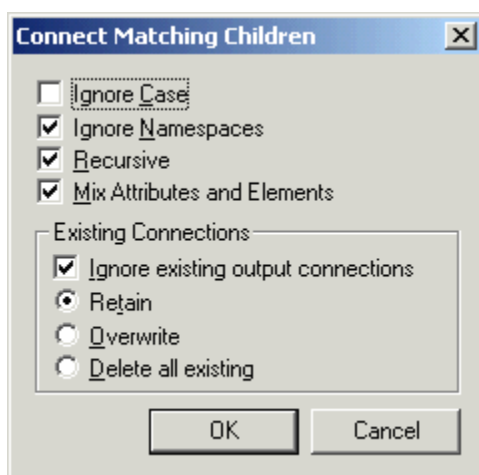 Connect Matching Children
Ignore Case
Ignore Namespaces
Recursive
Mix Attributes and Elements
Existing Connections
Ignore existing output connections
Retain
Overwrite
Delete all existing
OK
Cancel